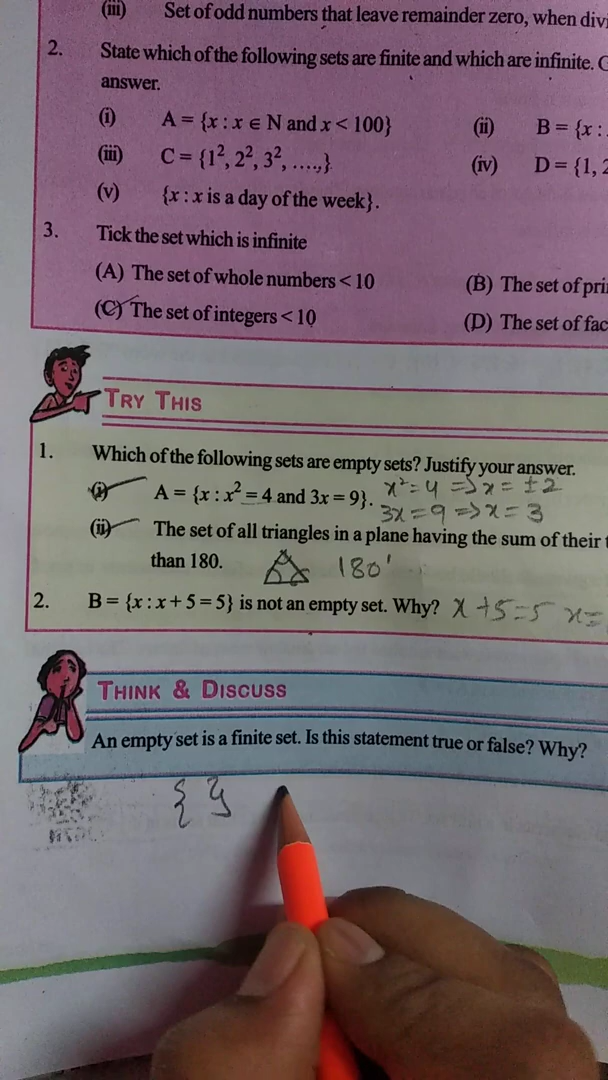 (iii) Set of odd numbers that leave remainder zero, when
2. State which of the following sets are finite and which are infinite.
answer.
(i) A = {x : x ∈ N and x < 100} (ii) B = {x :
(iii) C = {1², 2², 3², ....,} (iv) D = {1, 2
(v) {x : x is a day of the week}.
3. Tick the set which is infinite
(A) The set of whole numbers < 10 (B) The set of
(C) The set of integers < 10 (D) The set of
TRY THIS
1. Which of the following sets are empty sets? Justify your answer.
(i) A = {x : x² = 4 and 3x = 9}. x² = 4 => x = ±2
3x = 9 => x = 3
(ii) The set of all triangles in a plane having the sum of their
than 180. 180'
2. B = {x : x + 5 = 5} is not an empty set. Why? x + 5 = 5 x =
THINK & DISCUSS
An empty set is a finite set. Is this statement true or false? Why?
{ }